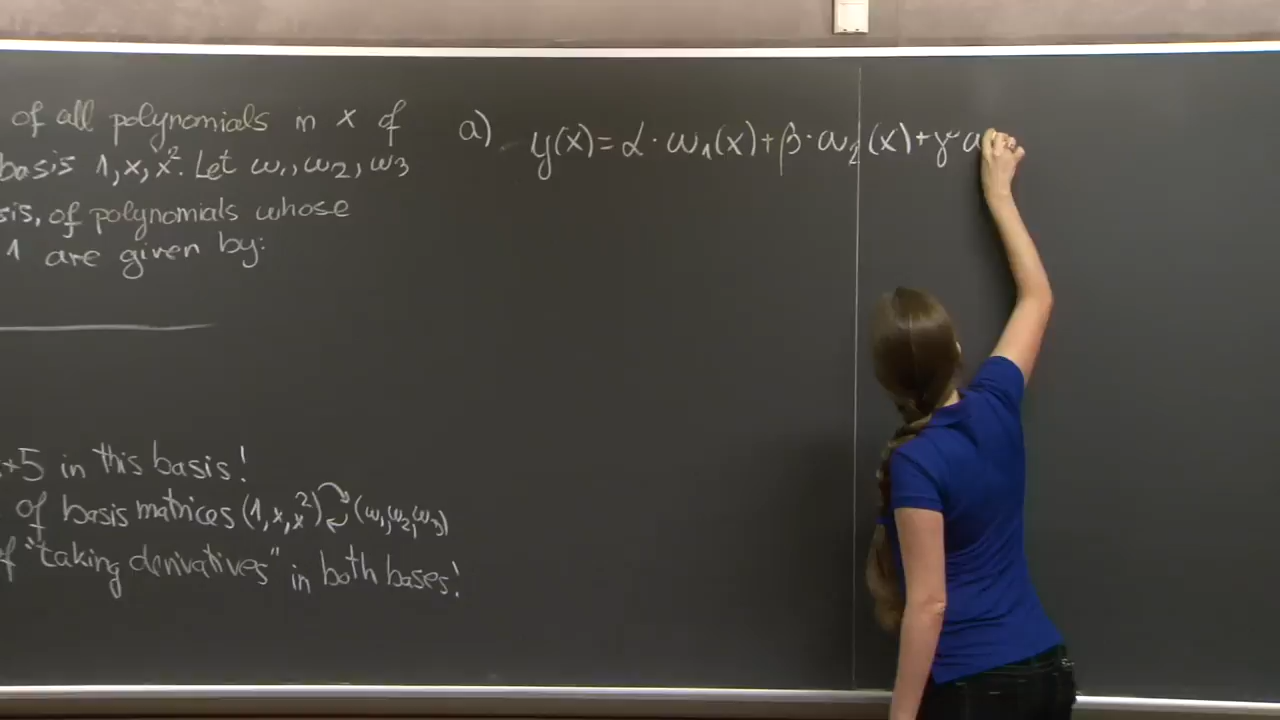 of all polynomials in x of
basis 1, x, x². Let ω₁, ω₂, ω₃
of polynomials whose
1 are given by:
+5 in this basis!
of basis matrices (1, x, x²) ⇄ (ω₁, ω₂, ω₃)
"taking derivatives" in both bases!
a) y(x) = α · ω₁(x) + β · ω₂(x) + γ ·